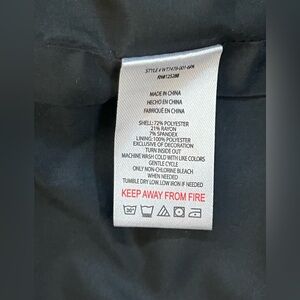 MADE IN CHINA
HECHO EN CHINA
FABRIQUÉ EN CHINA
SHELL: 72% POLYESTER
21% RAYON
7% SPANDEX
LINING: 100% POLYESTER
EXCLUSIVE OF DECORATION
TURN INSIDE OUT
MACHINE WASH COLD WITH LIKE COLORS
GENTLE CYCLE
ONLY NON-CHLORINE BLEACH
WHEN NEEDED
TUMBLE DRY LOW. LOW IRON IF NEEDED
KEEP AWAY FROM FIRE
30°